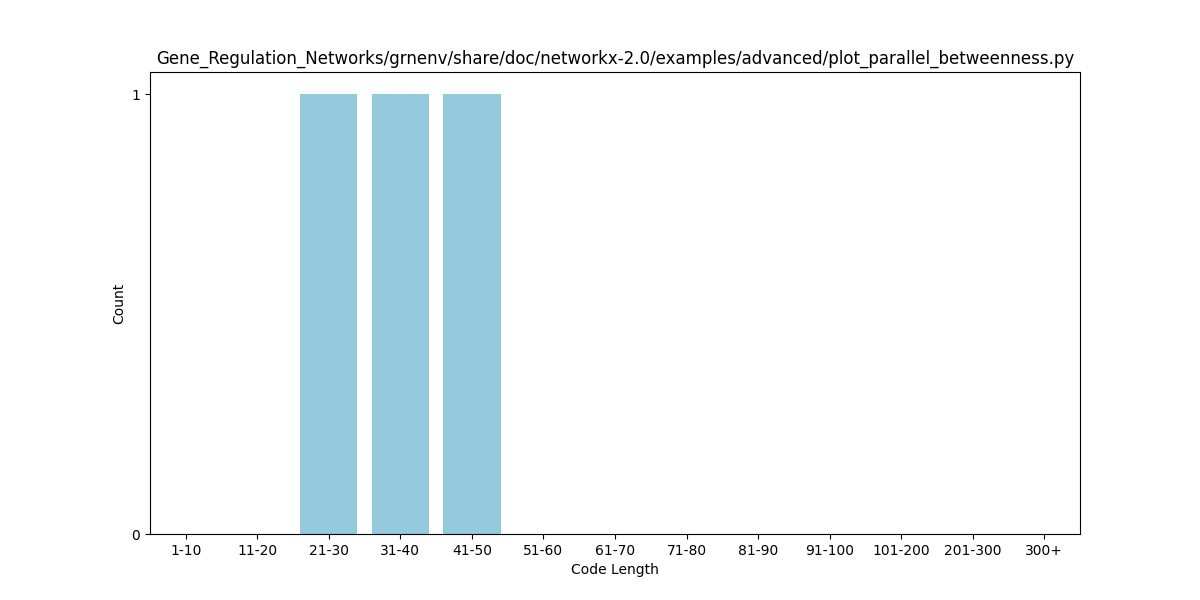 Gene_Regulation_Networks/grnenv/share/doc/networkx-2.0/examples/advanced/plot_parallel_betweenness.py
1
Count
0
1-10 11-20 21-30 31-40 41-50 51-60 61-70 71-80 81-90 91-100 101-200 201-300 300+
Code Length